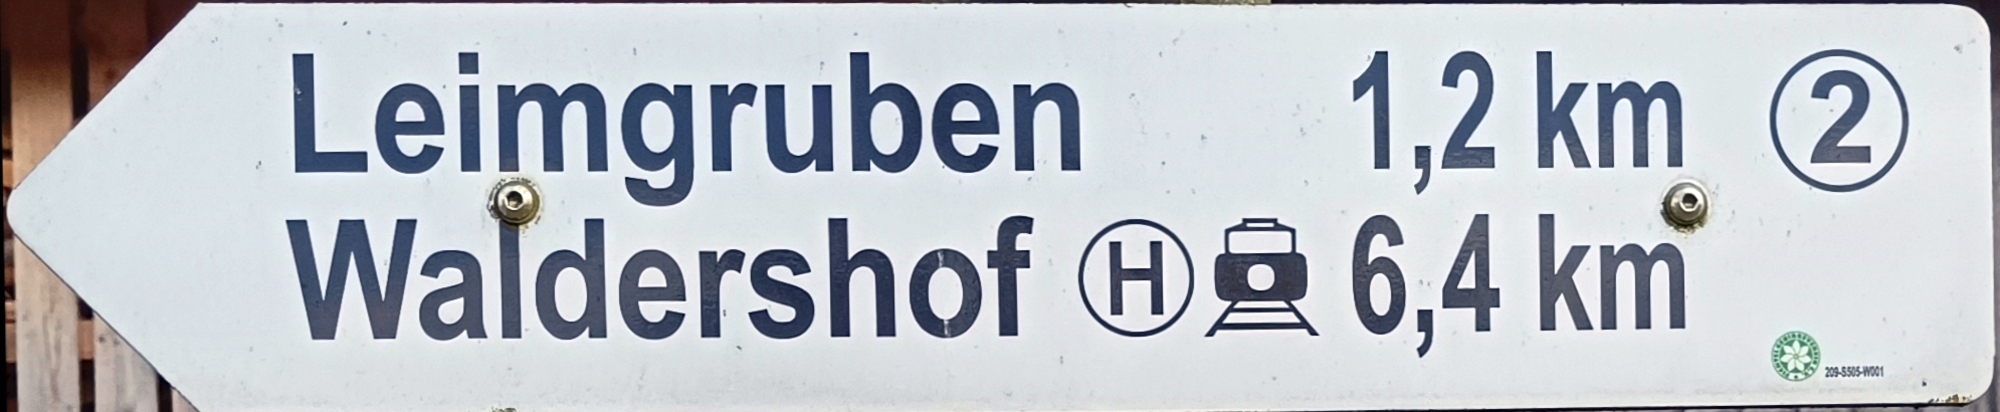 Leimgruben 1,2 km 2
Waldershof H 6,4 km
209-S505-W001